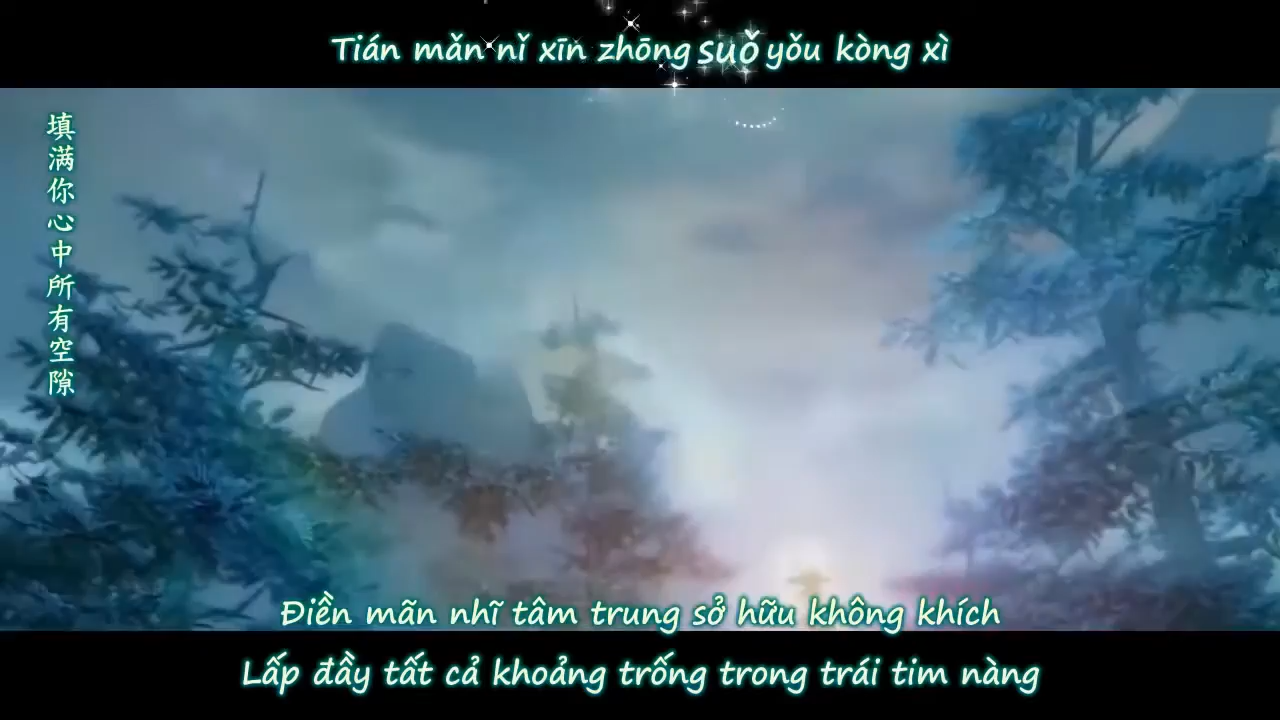 Tián mǎn nǐ xīn zhōng suǒ yǒu kòng xì
填满你心中所有空隙
Điền mãn nhĩ tâm trung sở hữu không khích
Lấp đầy tất cả khoảng trống trong trái tim nàng